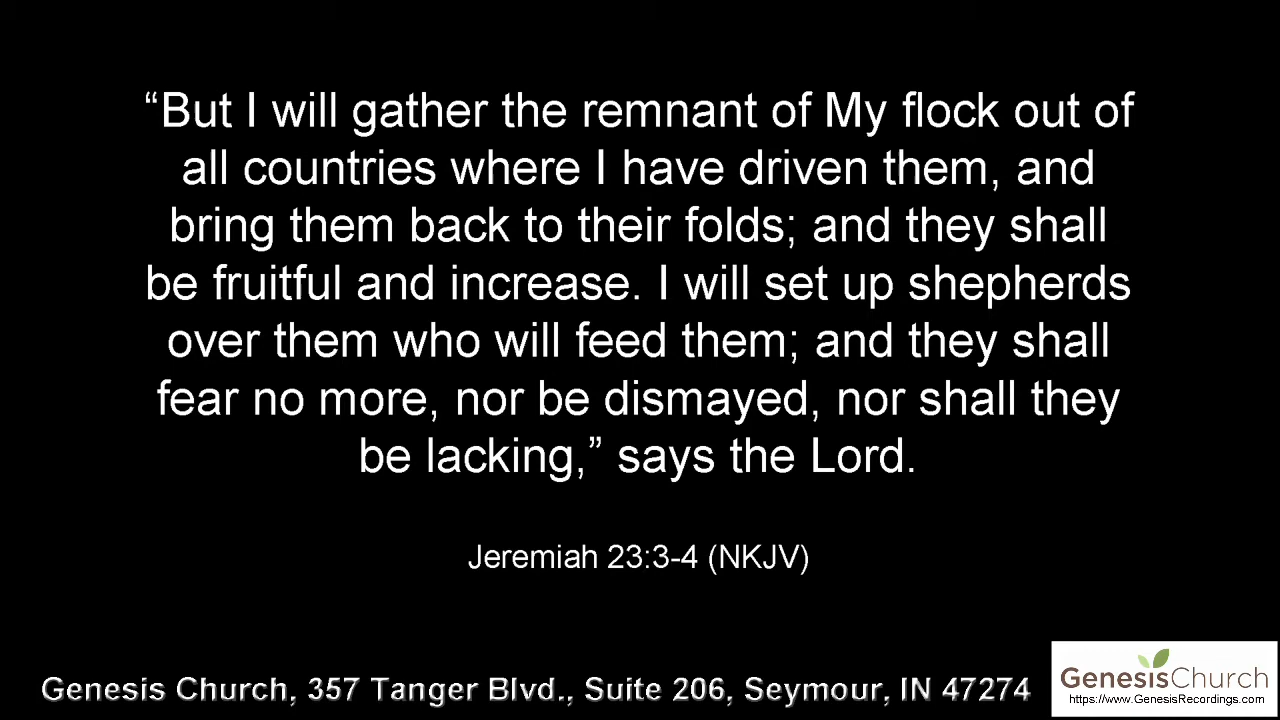 “But I will gather the remnant of My flock out of
all countries where I have driven them, and
bring them back to their folds; and they shall
be fruitful and increase. I will set up shepherds
over them who will feed them; and they shall
fear no more, nor be dismayed, nor shall they
be lacking,” says the Lord.
Jeremiah 23:3-4 (NKJV)
Genesis Church, 357 Tanger Blvd., Suite 206, Seymour, IN 47274
GenesisChurch
https://www.GenesisRecordings.com